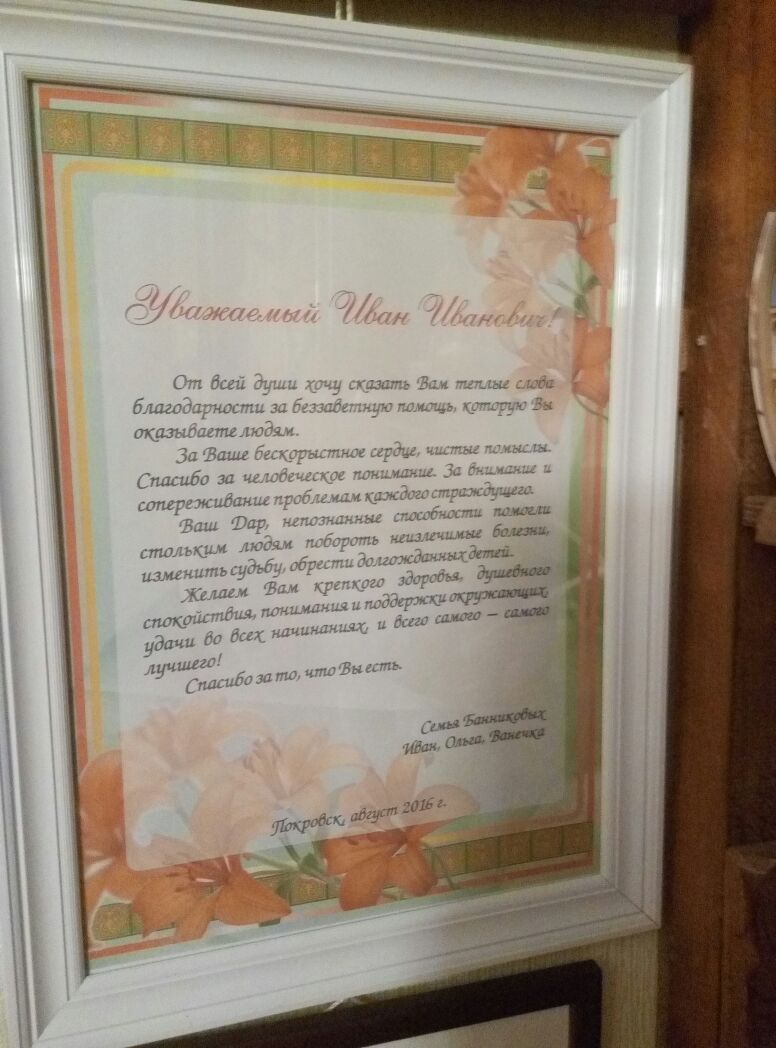 Уважаемый Иван Иванович!
От всей души хочу сказать Вам теплые слова
благодарности за беззаветную помощь, которую Вы
оказываете людям.
За Ваше бескорыстное сердце, чистые помыслы.
Спасибо за человеческое понимание. За внимание и
сопереживание проблемам каждого страждущего.
Ваш Дар, непознанные способности помогли
стольким людям побороть неизлечимые болезни,
изменить судьбу, обрести долгожданных детей.
Желаем Вам крепкого здоровья, душевного
спокойствия, понимания и поддержки окружающих,
удачи во всех начинаниях, и всего самого – самого
лучшего!
Спасибо за то, что Вы есть.
Семья Банниковых
Иван, Ольга, Ванечка
Покровск, август 2016 г.